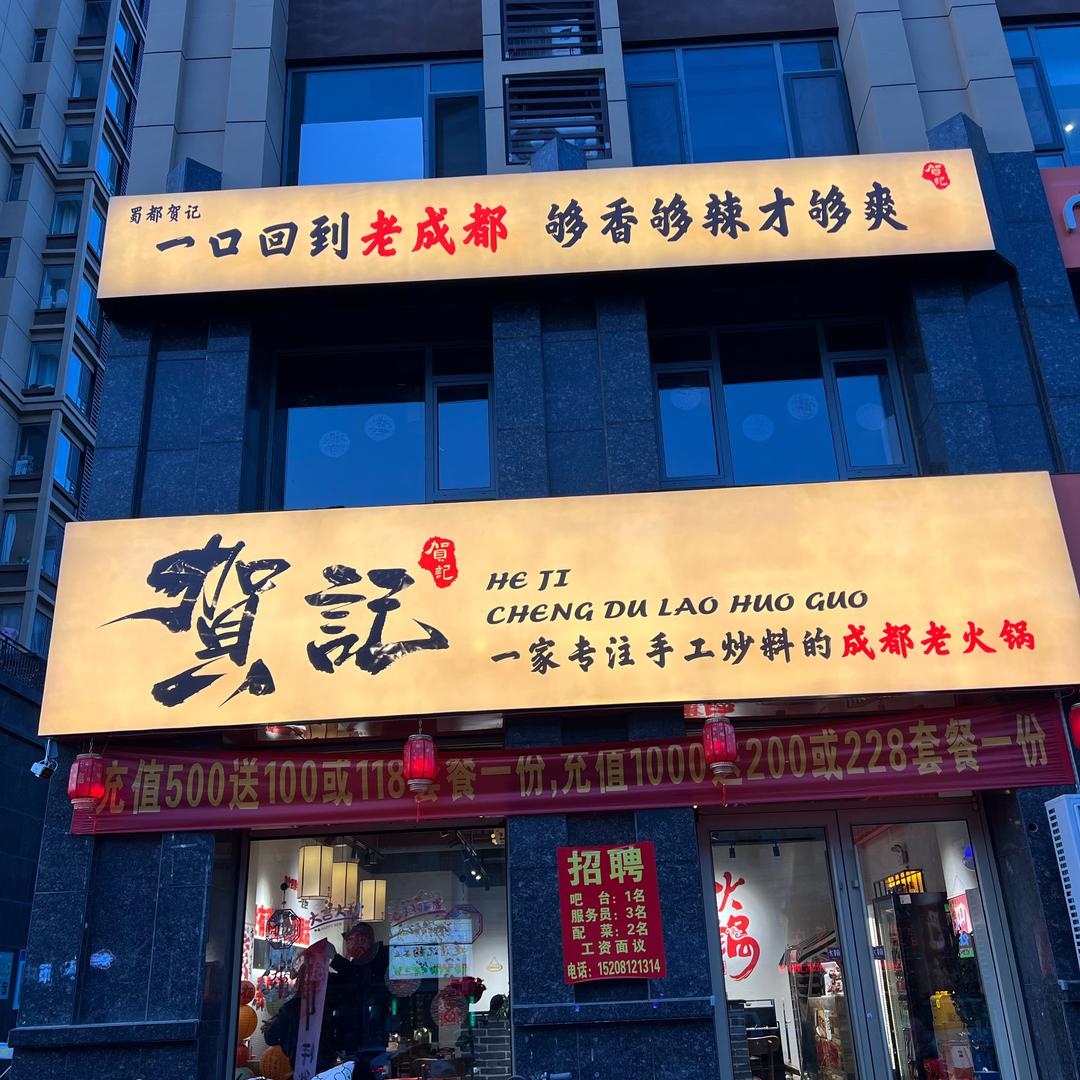 蜀都贺记
一口回到老成都 够香够辣才够爽
賀記
賀記
賀記
HE JI
CHENG DU LAO HUO GUO
一家专注手工炒料的成都老火锅
充值500送100或118套餐一份,充值1000送200或228套餐一份
招聘
吧 台：1名
服务员：3名
配 菜：2名
工资面议
电话：15208121314
火锅